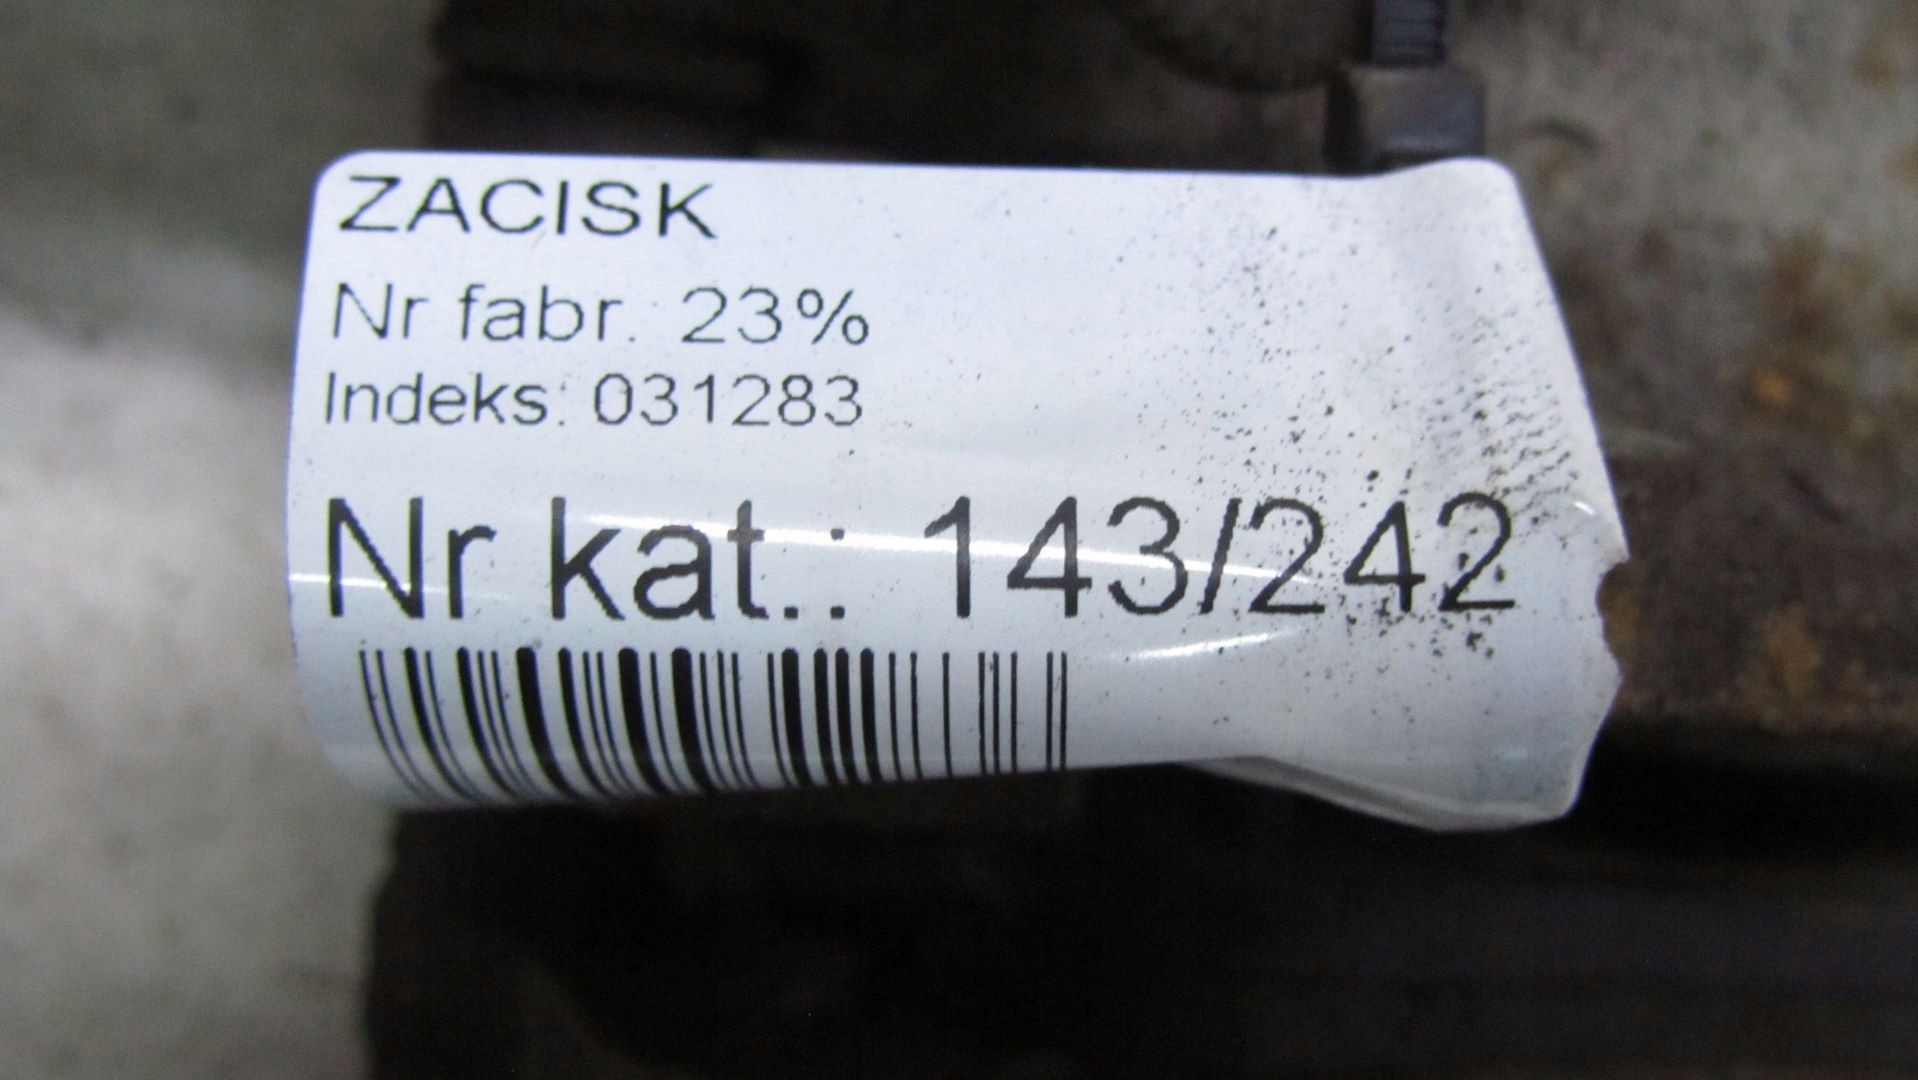 ZACISK
Nr fabr.: 23%
Indeks: 031283
Nr kat.: 143/242